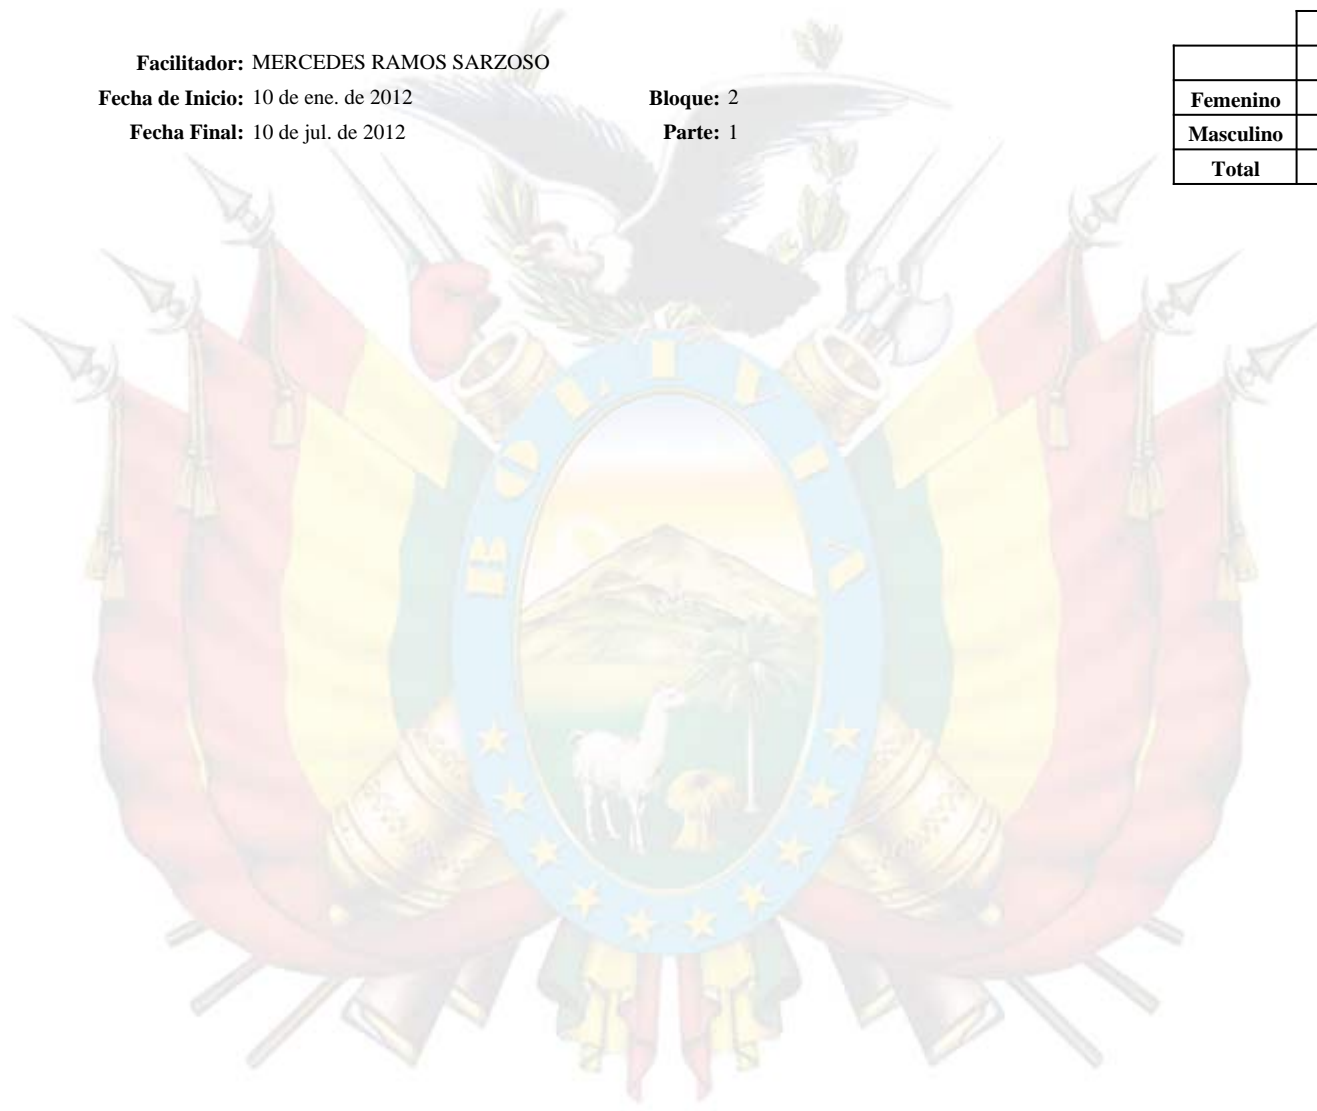 Facilitador: MERCEDES RAMOS SARZOSO
Fecha de Inicio: 10 de ene. de 2012 Bloque: 2
Fecha Final: 10 de jul. de 2012 Parte: 1
Femenino
Masculino
Total
BOLIVIA